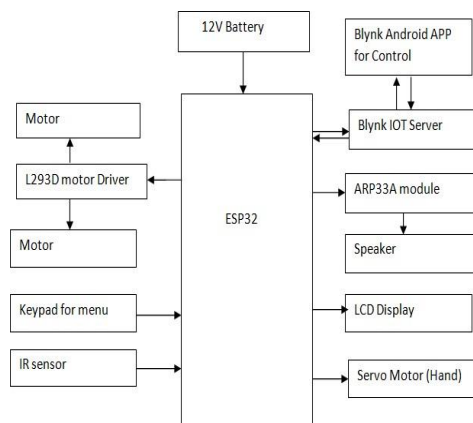 12V Battery
Blynk Android APP
for Control
Motor
Blynk IOT Server
L293D motor Driver
ARP33A module
ESP32
Motor
Speaker
Keypad for menu
LCD Display
IR sensor
Servo Motor (Hand)